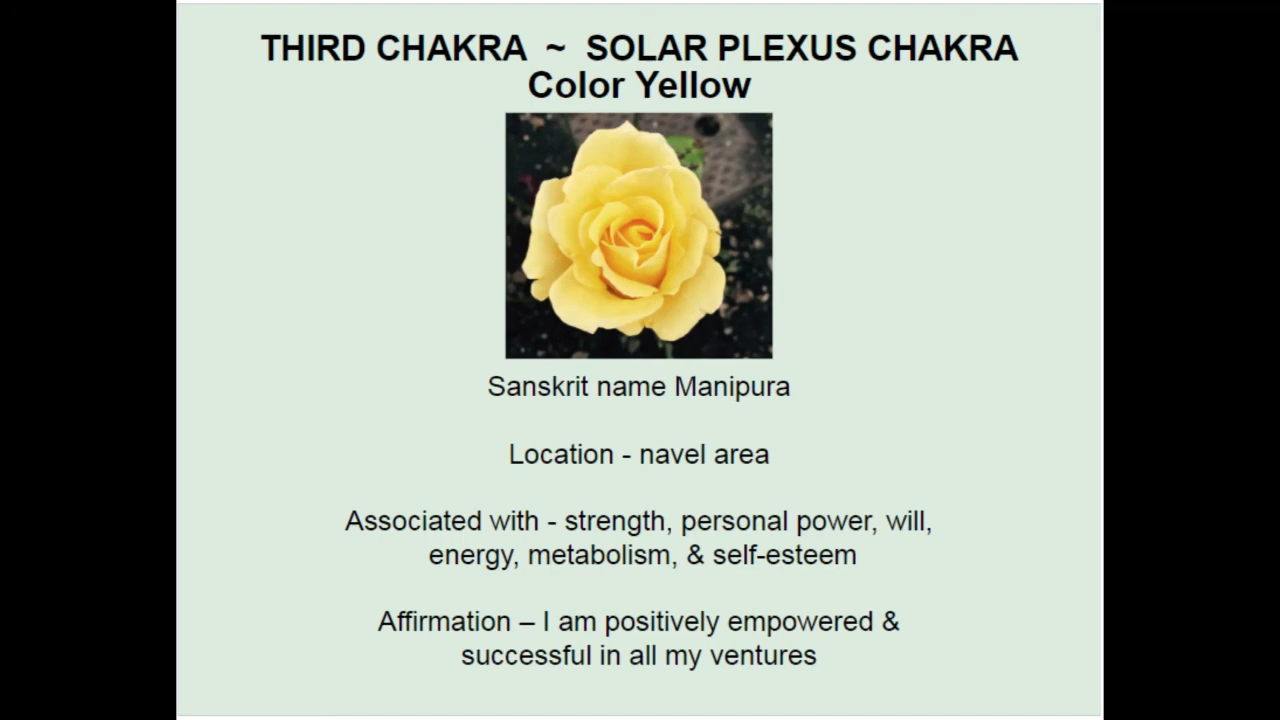 THIRD CHAKRA ~ SOLAR PLEXUS CHAKRA
Color Yellow
Sanskrit name Manipura
Location - navel area
Associated with - strength, personal power, will,
energy, metabolism, & self-esteem
Affirmation – I am positively empowered &
successful in all my ventures